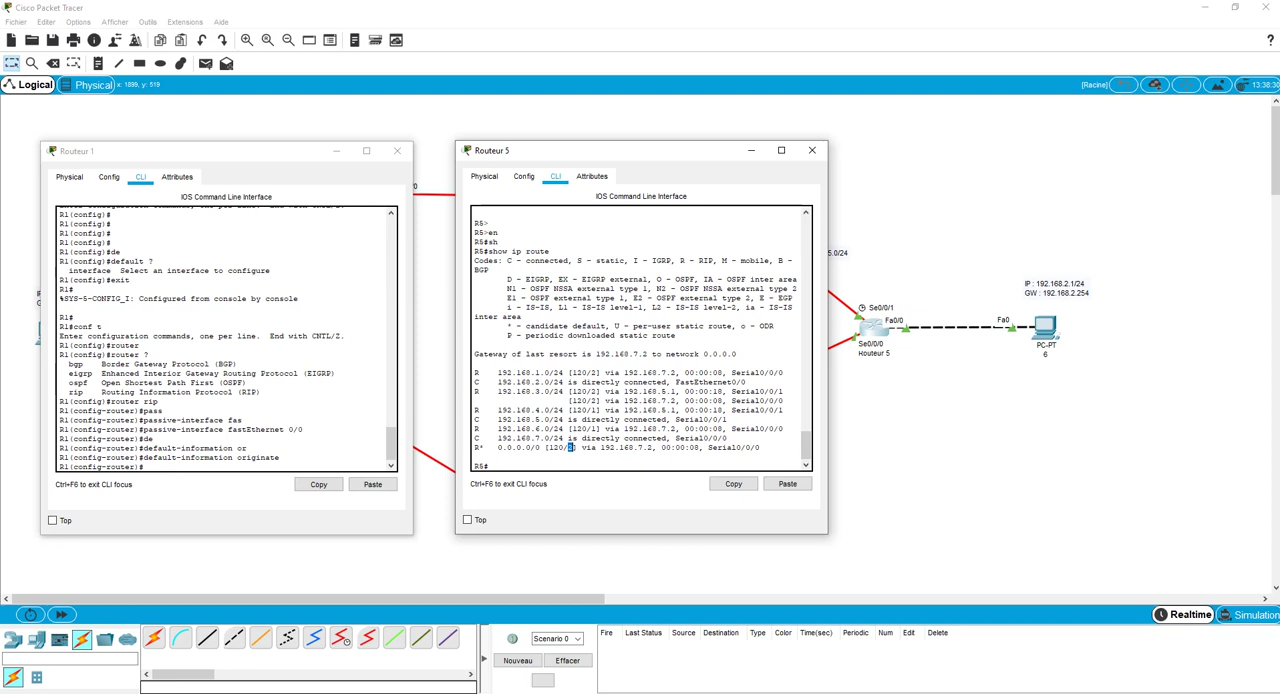 Cisco Packet Tracer
Fichier Editer Options Afficher Outils Extensions Aide
?
Logical Physical x: 1899, y: 519
[Racine] 13:38:30
Routeur 1
Physical Config CLI Attributes
IOS Command Line Interface
R1(config)#
R1(config)#
R1(config)#
R1(config)#
R1(config)#de
R1(config)#default ?
interface Select an interface to configure
R1(config)#exit
R1#
%SYS-5-CONFIG_I: Configured from console by console
R1#
R1#conf t
Enter configuration commands, one per line. End with CNTL/Z.
R1(config)#router
R1(config)#router ?
bgp Border Gateway Protocol (BGP)
eigrp Enhanced Interior Gateway Routing Protocol (EIGRP)
ospf Open Shortest Path First (OSPF)
rip Routing Information Protocol (RIP)
R1(config)#router rip
R1(config-router)#pass
R1(config-router)#passive-interface fas
R1(config-router)#passive-interface fastEthernet 0/0
R1(config-router)#de
R1(config-router)#default-information or
R1(config-router)#default-information originate
R1(config-router)#
Ctrl+F6 to exit CLI focus
Copy Paste
Top
/0
Routeur 5
Physical Config CLI Attributes
IOS Command Line Interface
R5>
R5>en
R5#sh
R5#show ip route
Codes: C - connected, S - static, I - IGRP, R - RIP, M - mobile, B -
BGP
D - EIGRP, EX - EIGRP external, O - OSPF, IA - OSPF inter area
N1 - OSPF NSSA external type 1, N2 - OSPF NSSA external type 2
E1 - OSPF external type 1, E2 - OSPF external type 2, E - EGP
i - IS-IS, L1 - IS-IS level-1, L2 - IS-IS level-2, ia - IS-IS
inter area
* - candidate default, U - per-user static route, o - ODR
P - periodic downloaded static route
Gateway of last resort is 192.168.7.2 to network 0.0.0.0
R 192.168.1.0/24 [120/2] via 192.168.7.2, 00:00:08, Serial0/0/0
C 192.168.2.0/24 is directly connected, FastEthernet0/0
R 192.168.3.0/24 [120/2] via 192.168.5.1, 00:00:18, Serial0/0/1
[120/2] via 192.168.7.2, 00:00:08, Serial0/0/0
R 192.168.4.0/24 [120/1] via 192.168.5.1, 00:00:18, Serial0/0/1
C 192.168.5.0/24 is directly connected, Serial0/0/1
R 192.168.6.0/24 [120/1] via 192.168.7.2, 00:00:08, Serial0/0/0
C 192.168.7.0/24 is directly connected, Serial0/0/0
R* 0.0.0.0/0 [120/2] via 192.168.7.2, 00:00:08, Serial0/0/0
R5#
Ctrl+F6 to exit CLI focus
Copy Paste
Top
5.0/24
Se0/0/1
Fa0/0
Se0/0/0
Routeur 5
Fa0
IP : 192.168.2.1/24
GW : 192.168.2.254
PC-PT
6
Realtime Simulation
Scenario 0
Nouveau Effacer
Fire Last Status Source Destination Type Color Time(sec) Periodic Num Edit Delete